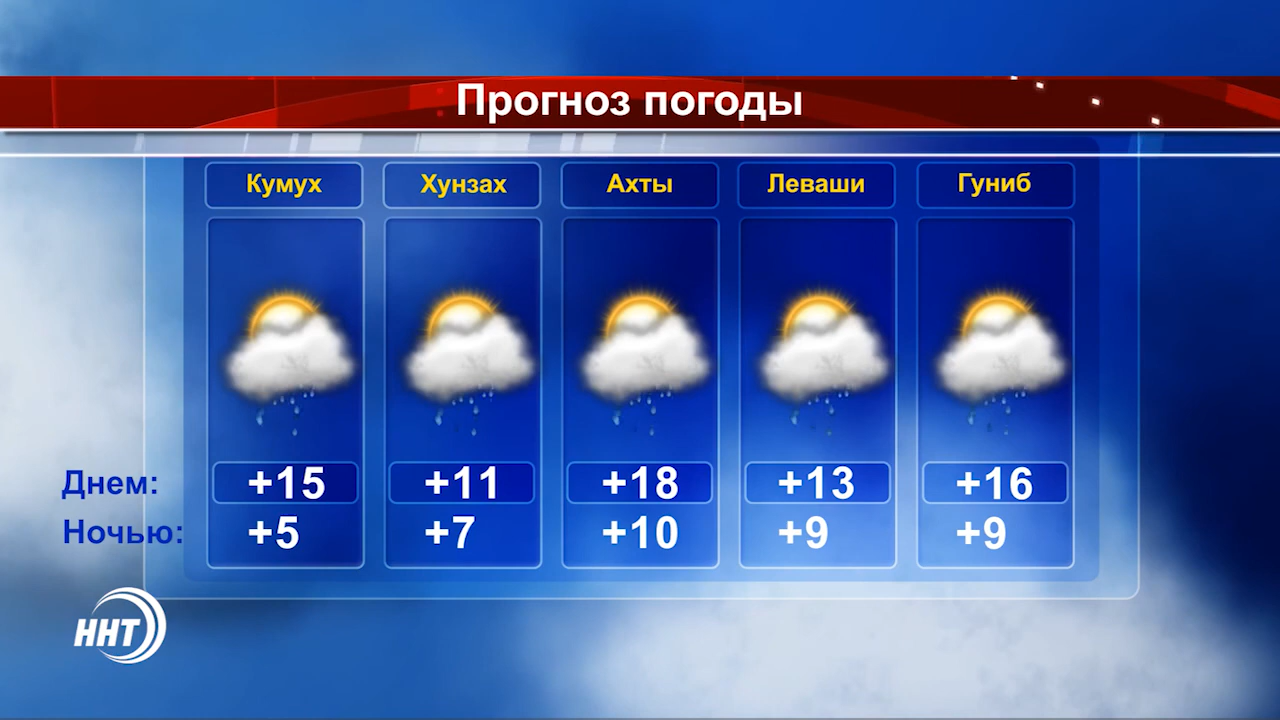 Прогноз погоды
Кумух Хунзах Ахты Леваши Гуниб
Днем: +15 +11 +18 +13 +16
Ночью: +5 +7 +10 +9 +9
ННТ